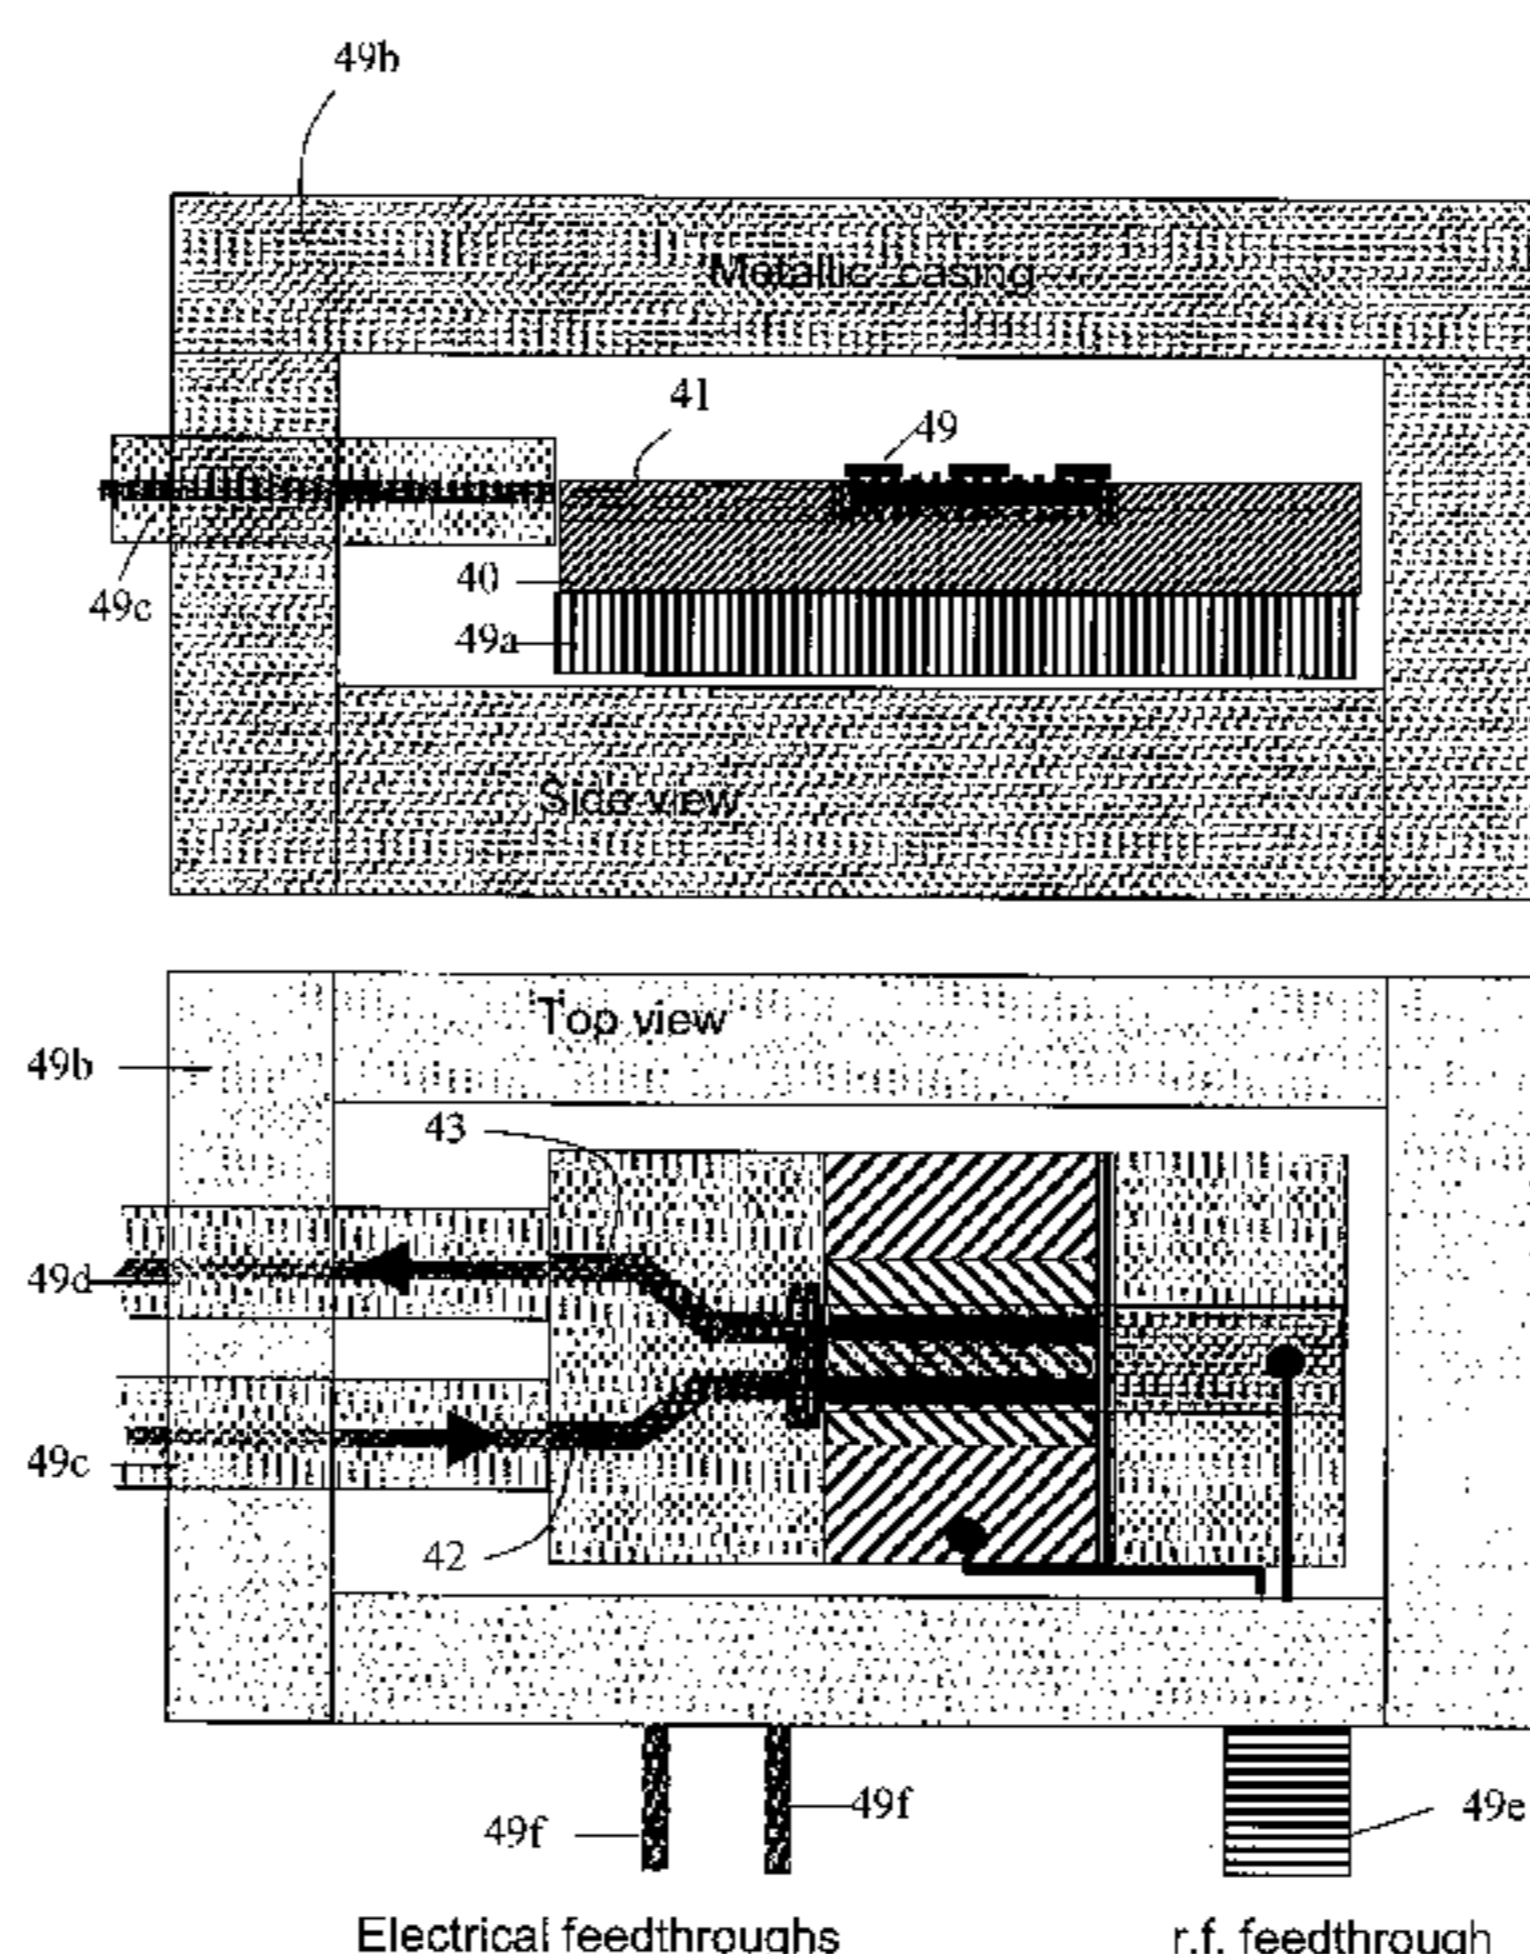 49b
Metallic casing
41
49
40
49c
49a
Side view
Top view
49b
43
49d
49c
42
49f
49f
49e
Electrical feedthroughs
r.f. feedthrough